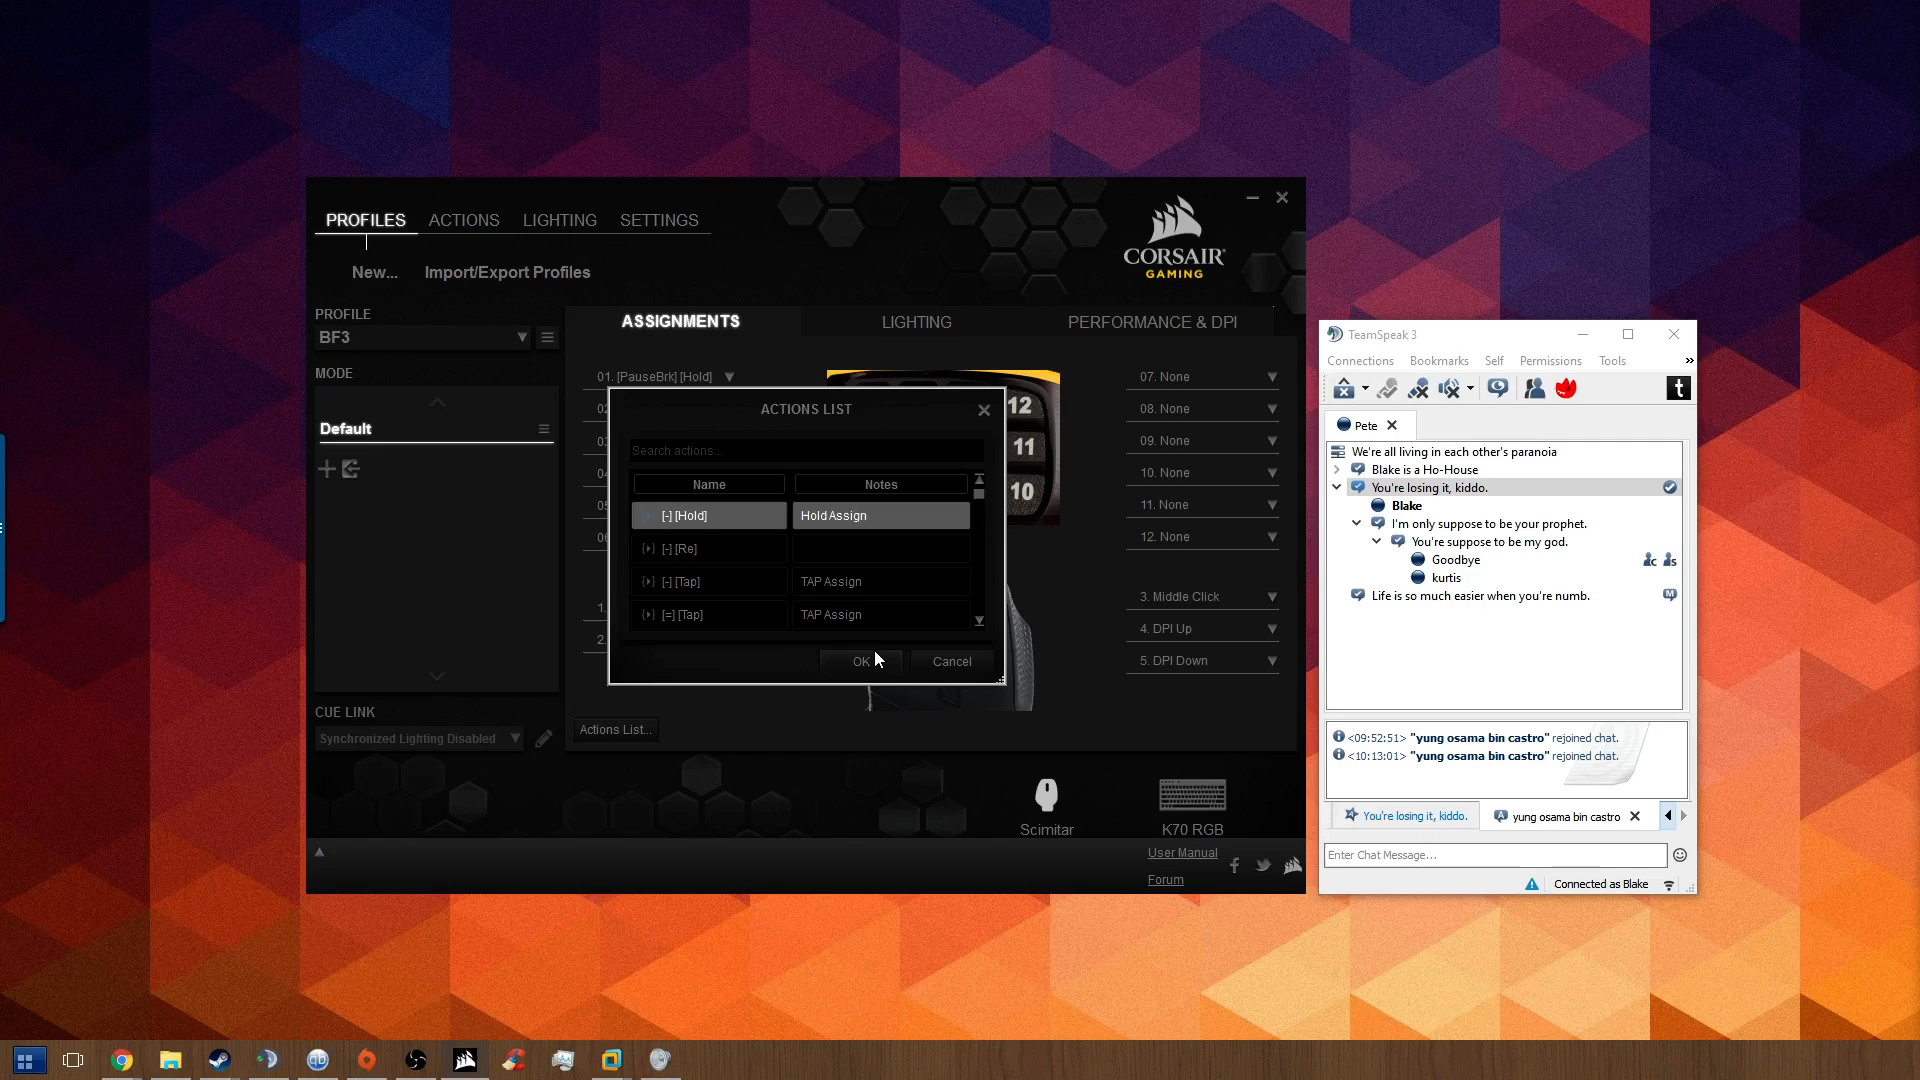 PROFILES ACTIONS LIGHTING SETTINGS
New... Import/Export Profiles
CORSAIR
GAMING
PROFILE
BF3
MODE
Default
CUE LINK
Synchronized Lighting Disabled
ASSIGNMENTS LIGHTING PERFORMANCE & DPI
01. [PauseBrk] [Hold]
02
03
04
05
06
1.
2.
12
11
10
07. None
08. None
09. None
10. None
11. None
12. None
3. Middle Click
4. DPI Up
5. DPI Down
ACTIONS LIST
Search actions...
Name Notes
[-] [Hold] Hold Assign
[-] [Re]
[-] [Tap] TAP Assign
[=] [Tap] TAP Assign
OK Cancel
Actions List...
Scimitar
K70 RGB
User Manual
Forum
TeamSpeak 3
Connections Bookmarks Self Permissions Tools »
t
Pete
We're all living in each other's paranoia
Blake is a Ho-House
You're losing it, kiddo.
Blake
I'm only suppose to be your prophet.
You're suppose to be my god.
Goodbye
kurtis
Life is so much easier when you're numb.
M
<09:52:51> "yung osama bin castro" rejoined chat.
<10:13:01> "yung osama bin castro" rejoined chat.
You're losing it, kiddo. yung osama bin castro
Enter Chat Message...
Connected as Blake